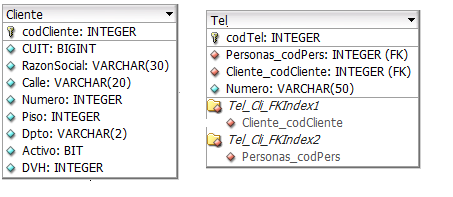 Cliente
codCliente: INTEGER
CUIT: BIGINT
RazonSocial: VARCHAR(30)
Calle: VARCHAR(20)
Numero: INTEGER
Piso: INTEGER
Dpto: VARCHAR(2)
Activo: BIT
DVH: INTEGER
Tel
codTel: INTEGER
Personas_codPers: INTEGER (FK)
Cliente_codCliente: INTEGER (FK)
Numero: VARCHAR(50)
Tel_Cli_FKIndex1
Cliente_codCliente
Tel_Cli_FKIndex2
Personas_codPers